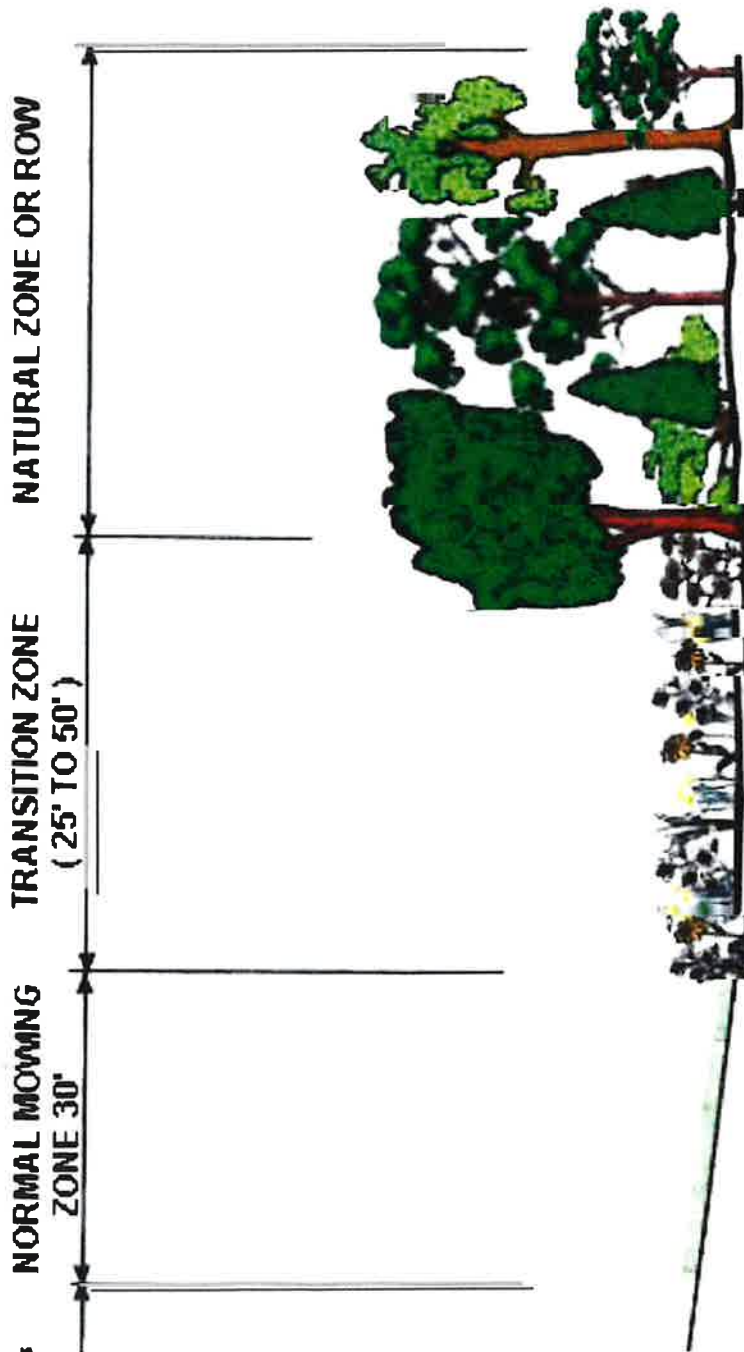 NORMAL MOWING
ZONE 30'
TRANSITION ZONE
( 25' TO 50' )
NATURAL ZONE OR ROW